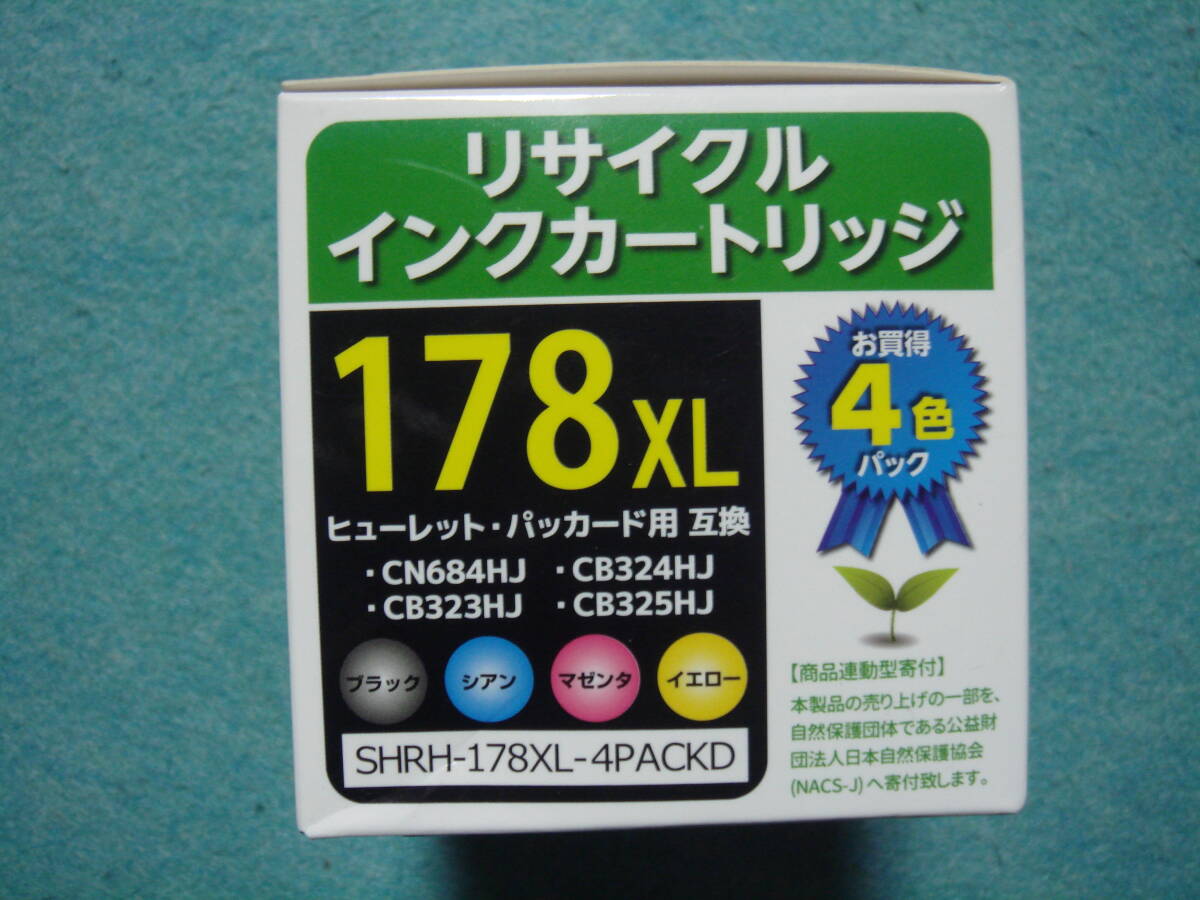 リサイクル
インクカートリッジ
178XL
ヒューレット・パッカード用 互換
・CN684HJ ・CB324HJ
・CB323HJ ・CB325HJ
ブラック シアン マゼンタ イエロー
SHRH-178XL-4PACKD
お買得
4色
パック
【商品連動型寄付】
本製品の売り上げの一部を、
自然保護団体である公益財
団法人日本自然保護協会
(NACS-J)へ寄付致します。